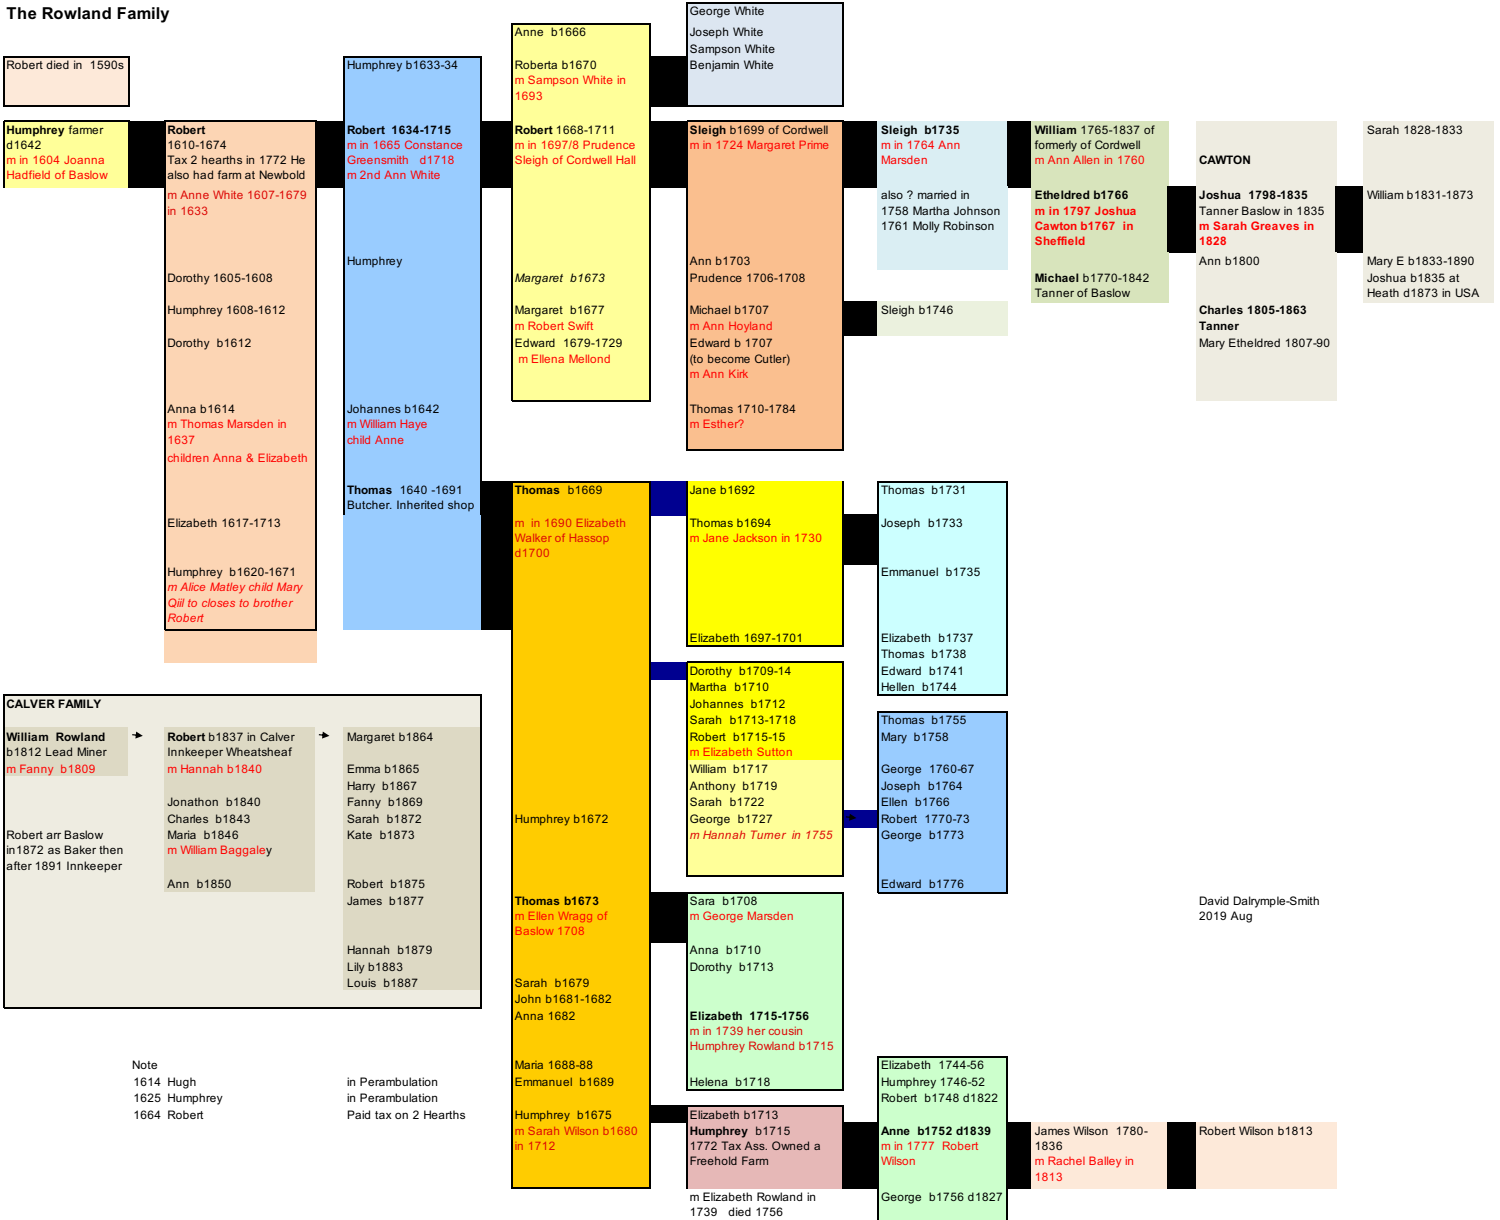 The Rowland Family
Robert died in 1590s
Humphrey farmer
d1642
m in 1604 Joanna
Hadfield of Baslow
Robert
1610-1674
Tax 2 hearths in 1772 He
also had farm at Newbold
m Anne White 1607-1679
in 1633
Dorothy 1605-1608
Humphrey 1608-1612
Dorothy b1612
Anna b1614
m Thomas Marsden in
1637
children Anna & Elizabeth
Elizabeth 1617-1713
Humphrey b1620-1671
m Alice Matley child Mary
Qiil to closes to brother
Robert
Humphrey b1633-34
Robert 1634-1715
m in 1665 Constance
Greensmith d1718
m 2nd Ann White
Humphrey
Johannes b1642
m William Haye
child Anne
Thomas 1640 -1691
Butcher. Inherited shop
Anne b1666
Roberta b1670
m Sampson White in
1693
Robert 1668-1711
m in 1697/8 Prudence
Sleigh of Cordwell Hall
Margaret b1673
Margaret b1677
m Robert Swift
Edward 1679-1729
m Ellena Mellond
George White
Joseph White
Sampson White
Benjamin White
Sleigh b1699 of Cordwell
m in 1724 Margaret Prime
Ann b1703
Prudence 1706-1708
Michael b1707
m Ann Hoyland
Edward b 1707
(to become Cutler)
m Ann Kirk
Thomas 1710-1784
m Esther?
Sleigh b1735
m in 1764 Ann
Marsden
also ? married in
1758 Martha Johnson
1761 Molly Robinson
Sleigh b1746
William 1765-1837 of
formerly of Cordwell
m Ann Allen in 1760
Etheldred b1766
m in 1797 Joshua
Cawton b1767 in
Sheffield
Michael b1770-1842
Tanner of Baslow
CAWTON
Joshua 1798-1835
Tanner Baslow in 1835
m Sarah Greaves in
1828
Ann b1800
Charles 1805-1863
Tanner
Mary Etheldred 1807-90
Sarah 1828-1833
William b1831-1873
Mary E b1833-1890
Joshua b1835 at
Heath d1873 in USA
Thomas b1669
m in 1690 Elizabeth
Walker of Hassop
d1700
Humphrey b1672
Thomas b1673
m Ellen Wragg of
Baslow 1708
Sarah b1679
John b1681-1682
Anna 1682
Maria 1688-88
Emmanuel b1689
Humphrey b1675
m Sarah Wilson b1680
in 1712
Jane b1692
Thomas b1694
m Jane Jackson in 1730
Elizabeth 1697-1701
Dorothy b1709-14
Martha b1710
Johannes b1712
Sarah b1713-1718
Robert b1715-15
m Elizabeth Sutton
William b1717
Anthony b1719
Sarah b1722
George b1727
m Hannah Turner in 1755
Sara b1708
m George Marsden
Anna b1710
Dorothy b1713
Elizabeth 1715-1756
m in 1739 her cousin
Humphrey Rowland b1715
Helena b1718
Elizabeth b1713
Humphrey b1715
1772 Tax Ass. Owned a
Freehold Farm
m Elizabeth Rowland in
1739 died 1756
Thomas b1731
Joseph b1733
Emmanuel b1735
Elizabeth b1737
Thomas b1738
Edward b1741
Hellen b1744
Thomas b1755
Mary b1758
George 1760-67
Joseph b1764
Ellen b1766
Robert 1770-73
George b1773
Edward b1776
Elizabeth 1744-56
Humphrey 1746-52
Robert b1748 d1822
Anne b1752 d1839
m in 1777 Robert
Wilson
George b1756 d1827
James Wilson 1780-
1836
m Rachel Balley in
1813
Robert Wilson b1813
CALVER FAMILY
William Rowland
b1812 Lead Miner
m Fanny b1809
Robert arr Baslow
in1872 as Baker then
after 1891 Innkeeper
Robert b1837 in Calver
Innkeeper Wheatsheaf
m Hannah b1840
Jonathon b1840
Charles b1843
Maria b1846
m William Baggaley
Ann b1850
Margaret b1864
Emma b1865
Harry b1867
Fanny b1869
Sarah b1872
Kate b1873
Robert b1875
James b1877
Hannah b1879
Lily b1883
Louis b1887
Note
1614 Hugh in Perambulation
1625 Humphrey in Perambulation
1664 Robert Paid tax on 2 Hearths
David Dalrymple-Smith
2019 Aug